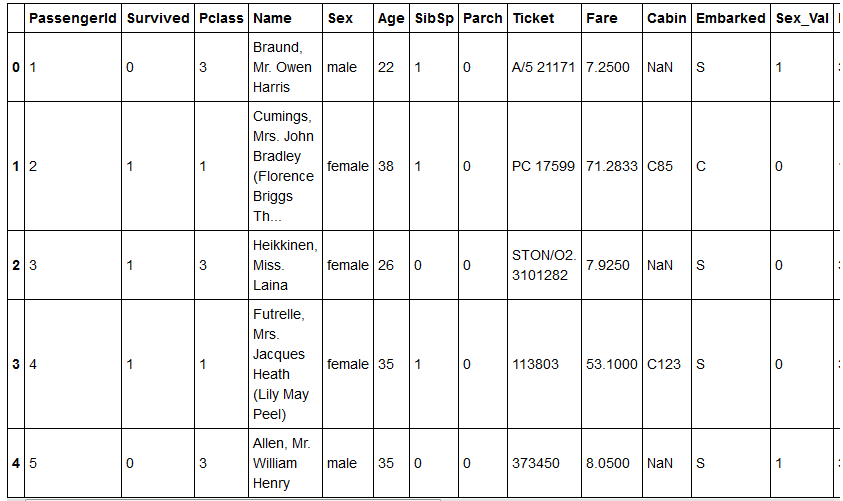 PassengerId Survived Pclass Name Sex Age SibSp Parch Ticket Fare Cabin Embarked Sex_Val
0 1 0 3 Braund,
Mr. Owen
Harris male 22 1 0 A/5 21171 7.2500 NaN S 1
1 2 1 1 Cumings,
Mrs. John
Bradley
(Florence
Briggs
Th... female 38 1 0 PC 17599 71.2833 C85 C 0
2 3 1 3 Heikkinen,
Miss.
Laina female 26 0 0 STON/O2.
3101282 7.9250 NaN S 0
3 4 1 1 Futrelle,
Mrs.
Jacques
Heath
(Lily May
Peel) female 35 1 0 113803 53.1000 C123 S 0
4 5 0 3 Allen, Mr.
William
Henry male 35 0 0 373450 8.0500 NaN S 1